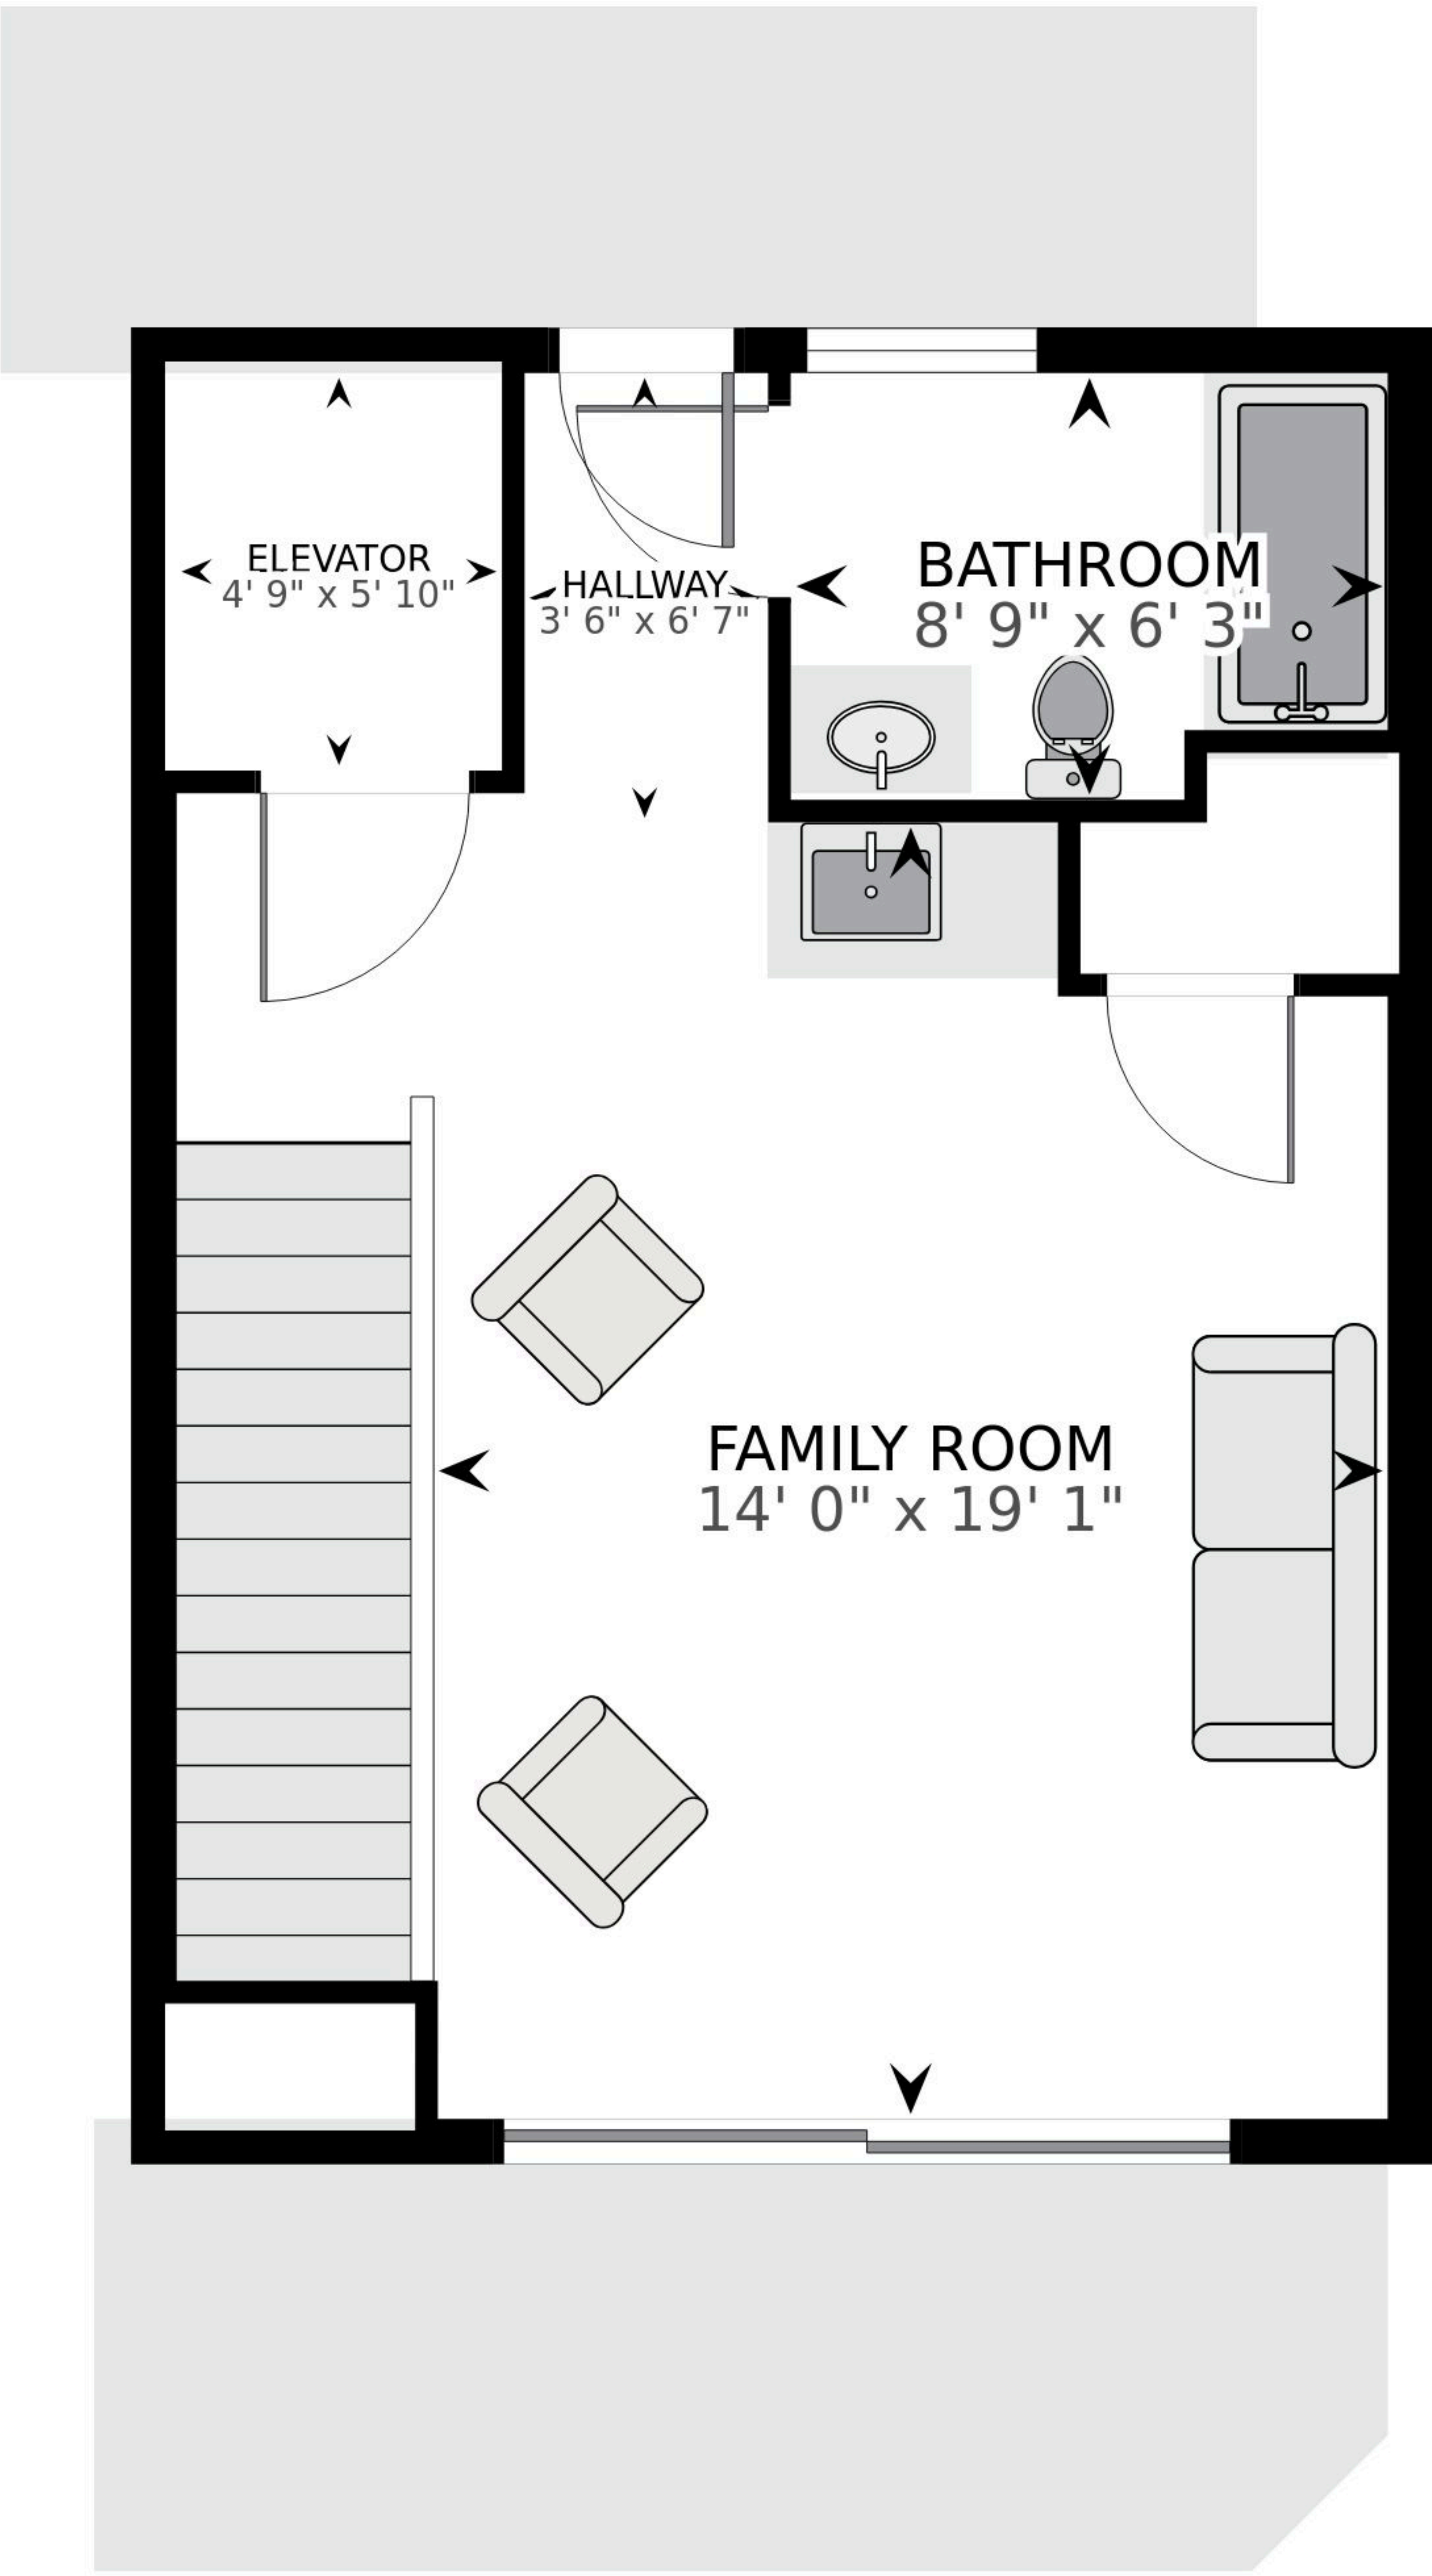 ELEVATOR
4' 9" x 5' 10"
HALLWAY
3' 6" x 6' 7"
BATHROOM
8' 9" x 6' 3"
FAMILY ROOM
14' 0" x 19' 1"